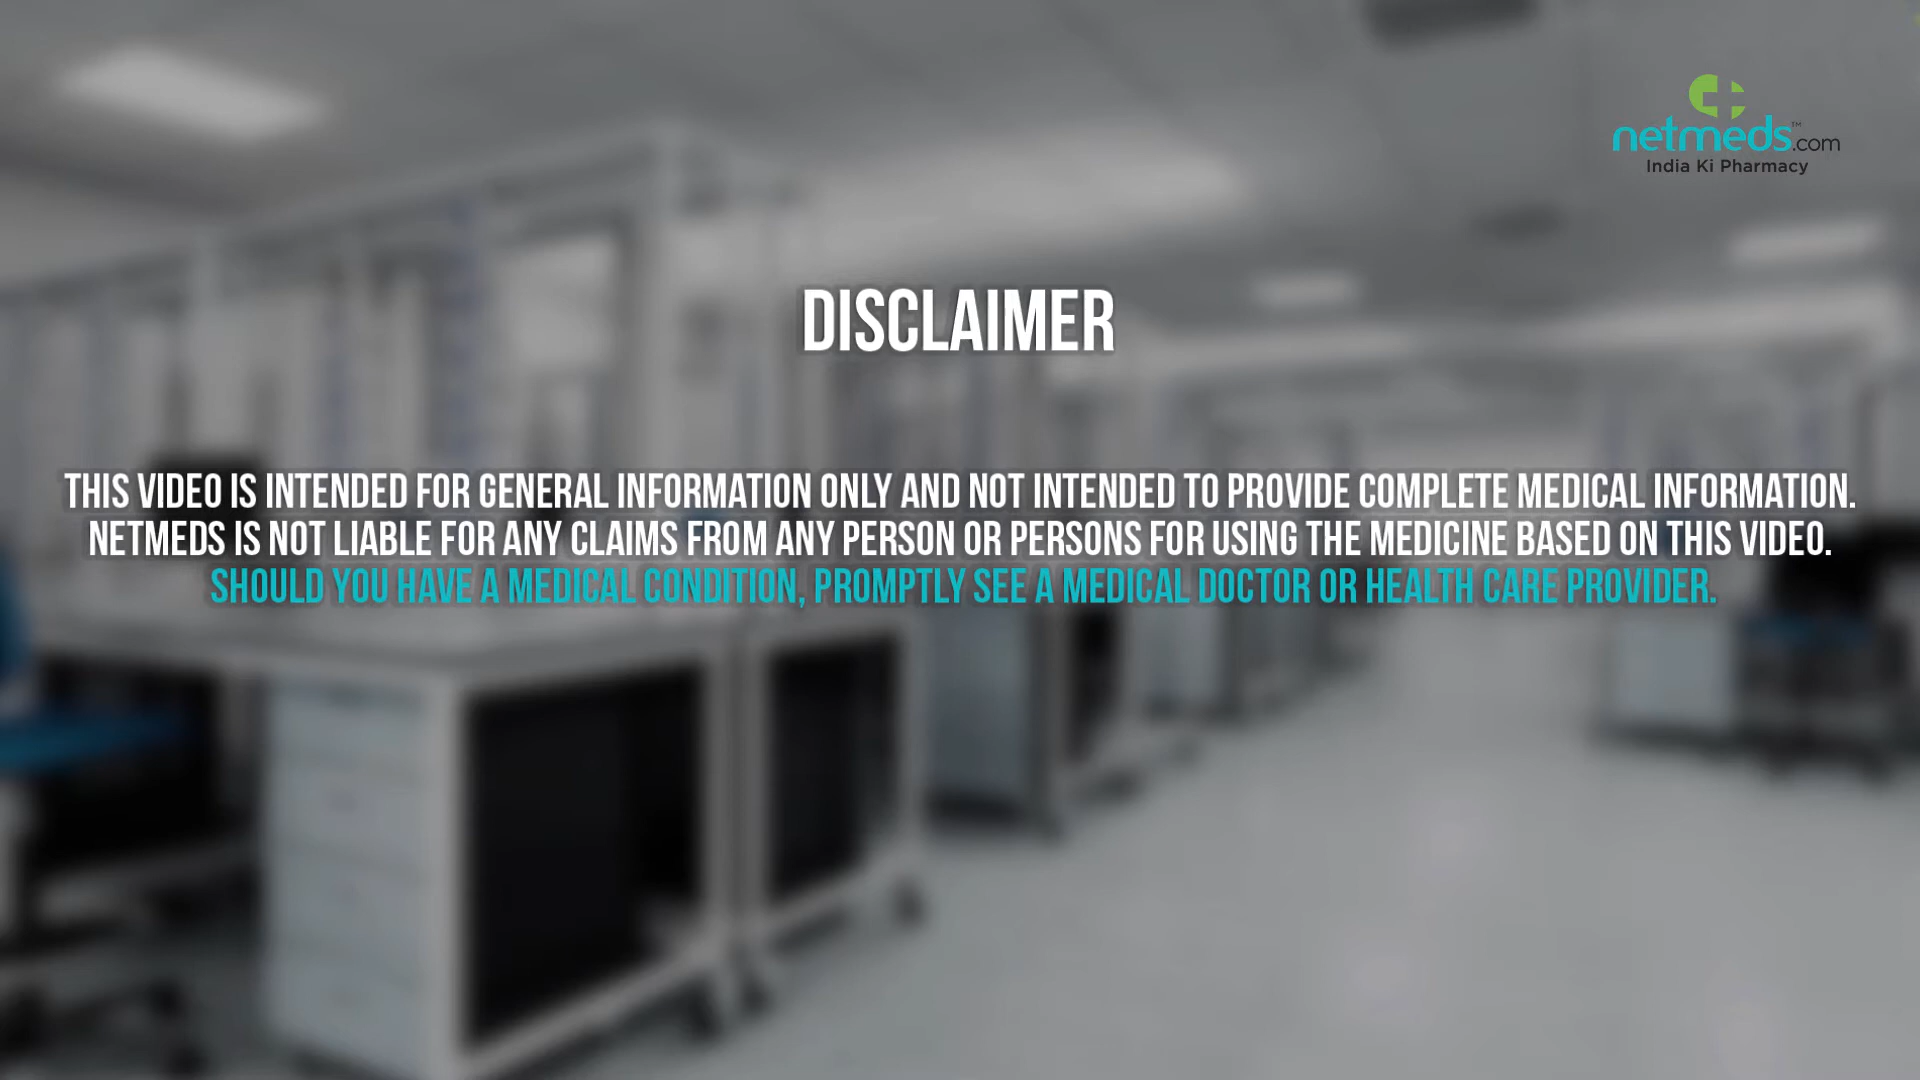 netmeds™.com
India Ki Pharmacy
DISCLAIMER
THIS VIDEO IS INTENDED FOR GENERAL INFORMATION ONLY AND NOT INTENDED TO PROVIDE COMPLETE MEDICAL INFORMATION.
NETMEDS IS NOT LIABLE FOR ANY CLAIMS FROM ANY PERSON OR PERSONS FOR USING THE MEDICINE BASED ON THIS VIDEO.
SHOULD YOU HAVE A MEDICAL CONDITION, PROMPTLY SEE A MEDICAL DOCTOR OR HEALTH CARE PROVIDER.